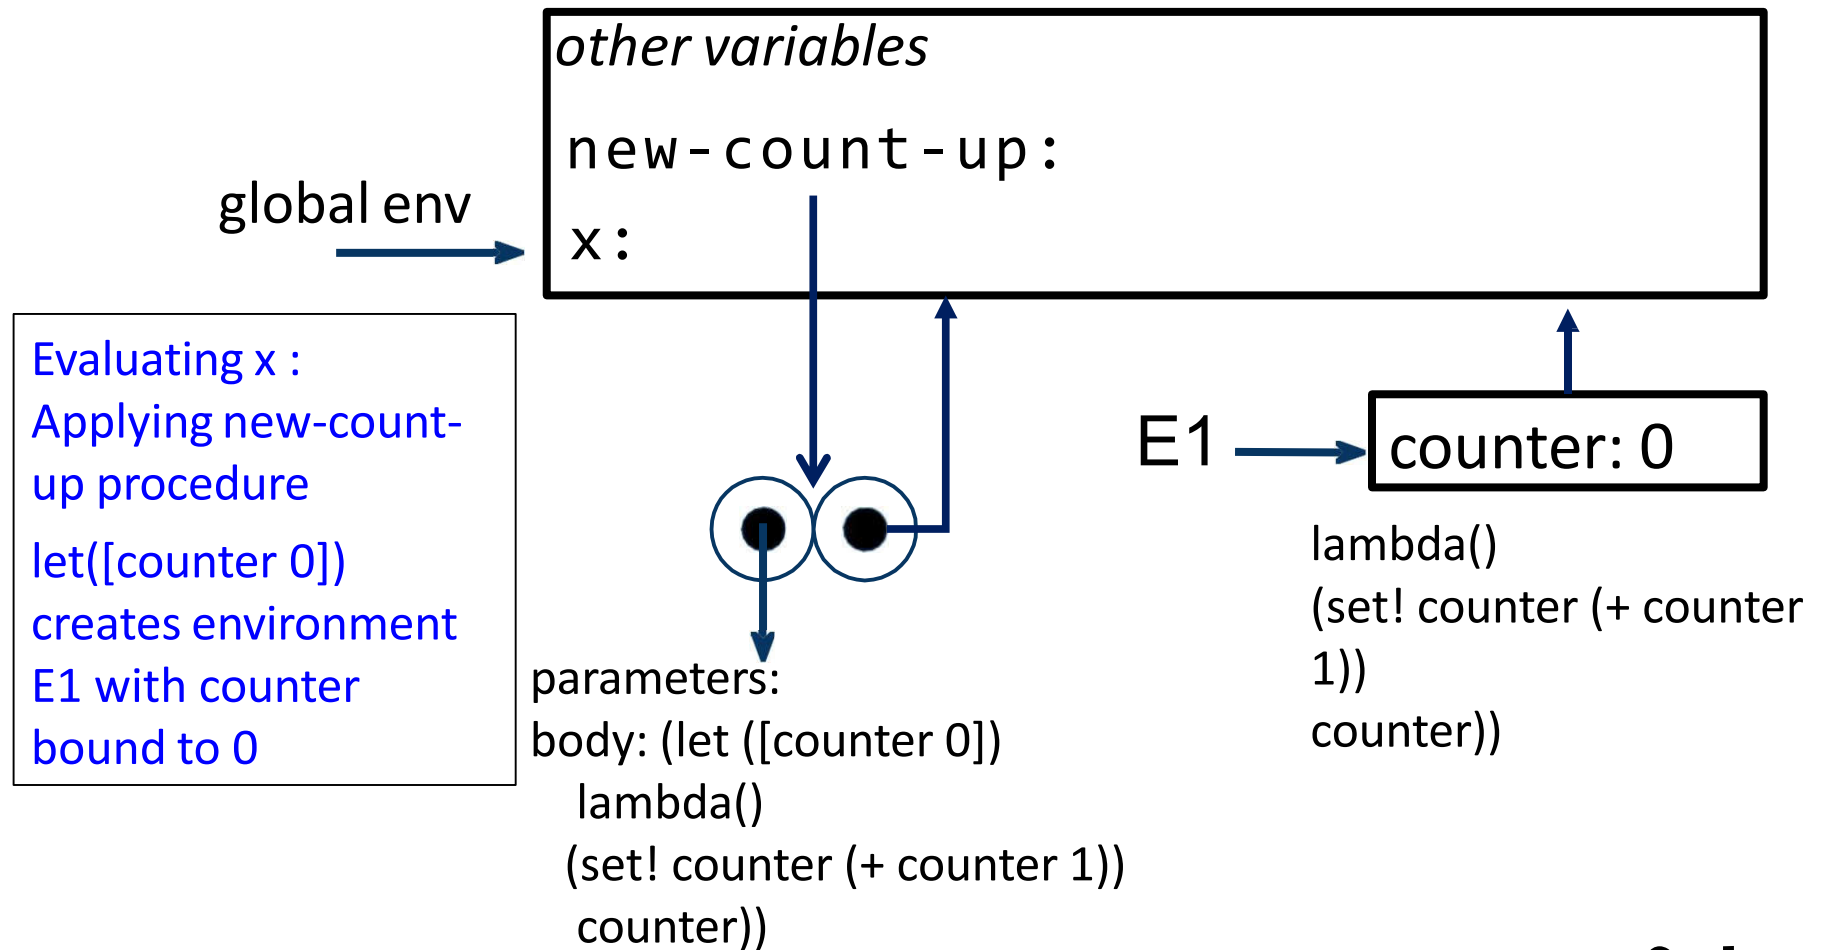 other variables
new-count-up:
global env
x:
Evaluating x :
Applying new-count-
up procedure
let([counter 0])
creates environment
E1 with counter
bound to 0
E1
counter: 0
parameters:
body: (let ([counter 0])
lambda()
(set! counter (+ counter 1))
counter))
lambda()
(set! counter (+ counter
1))
counter))